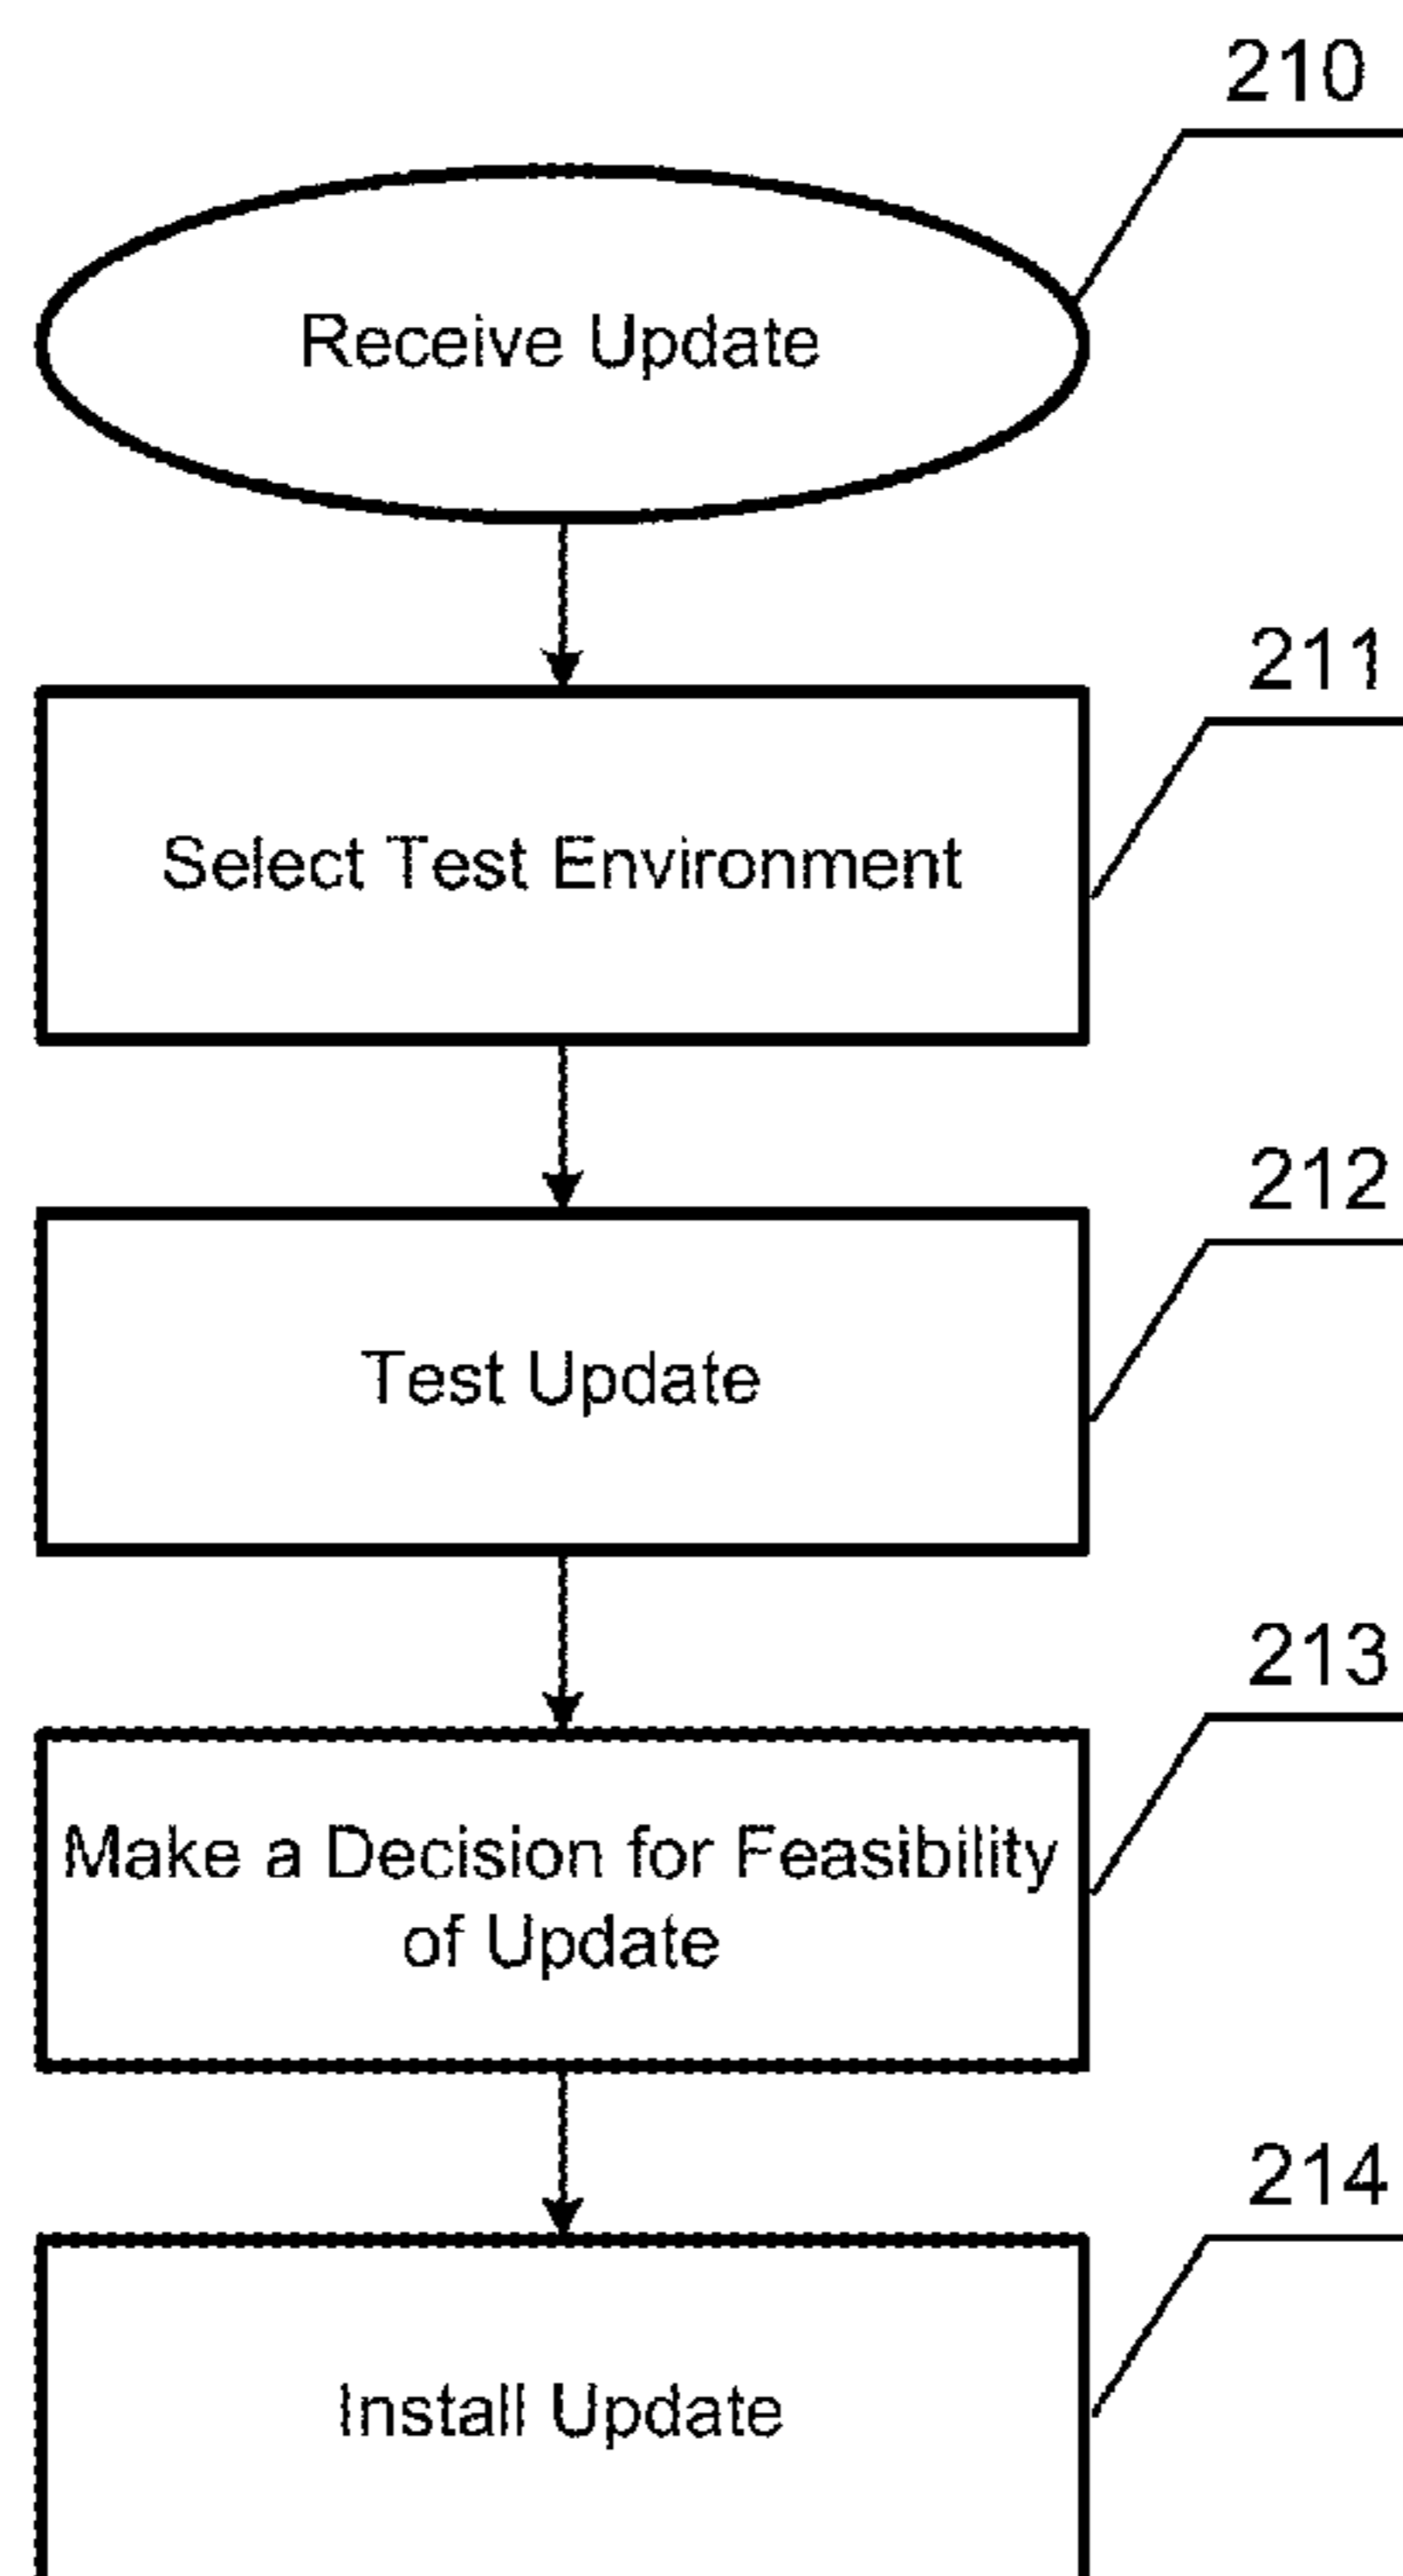 210
Receive Update
211
Select Test Environment
212
Test Update
213
Make a Decision for Feasibility
of Update
214
Install Update